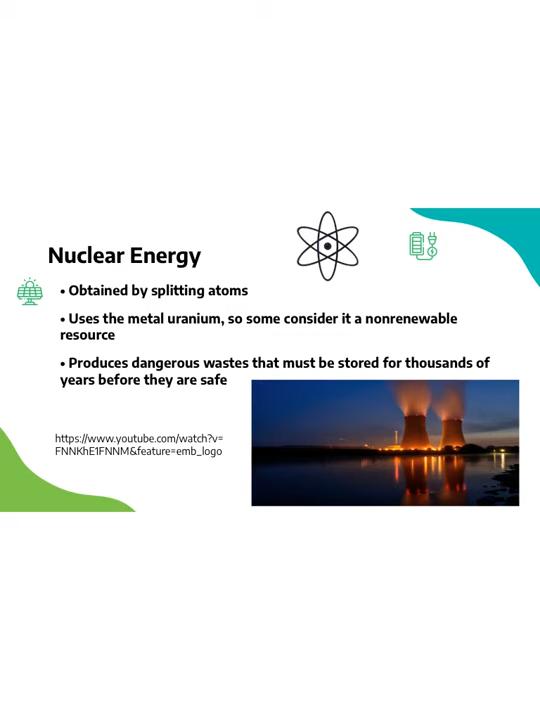 Nuclear Energy
• Obtained by splitting atoms
• Uses the metal uranium, so some consider it a nonrenewable
resource
• Produces dangerous wastes that must be stored for thousands of
years before they are safe
https://www.youtube.com/watch?v=
FNNKhE1FNNM&feature=emb_logo